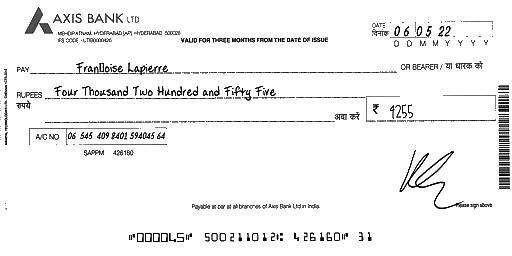 AXIS BANK LTD
MEHDIPATNAM, HYDERABAD [AP] HYDERABAD 500028
IFS CODE - UTIB0000426
VALID FOR THREE MONTHS FROM THE DATE OF ISSUE
DATE
दिनांक 06 05 22
D D M M Y Y Y Y
PAY Fran▯oise Lapierre OR BEARER / या धारक को
RUPEES Four Thousand Two Hundred and Fifty Five
रुपये अदा करें ₹ 4255
A/C NO 06 545 409 8401 594045 64
SAPPM 426160
Payable at par at all branches of Axis Bank Ltd in India.
Please sign above
⑈000045⑈ 500211012⑆ 426160⑈ 31